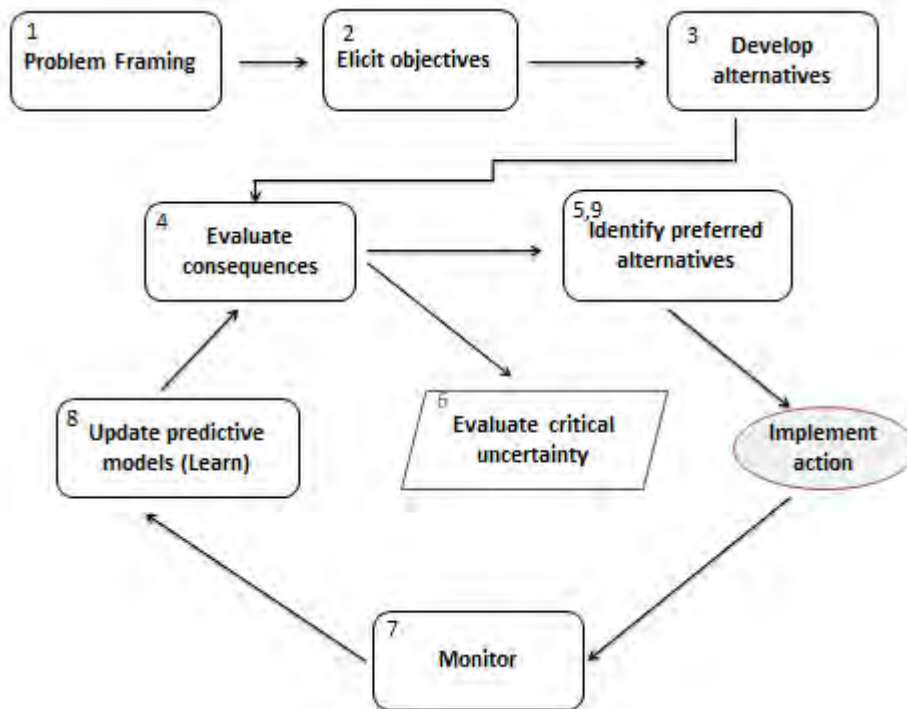 1
Problem Framing
2
Elicit objectives
3
Develop
alternatives
4
Evaluate
consequences
5,9
Identify preferred
alternatives
6
Evaluate critical
uncertainty
Implement
action
8
Update predictive
models (Learn)
7
Monitor